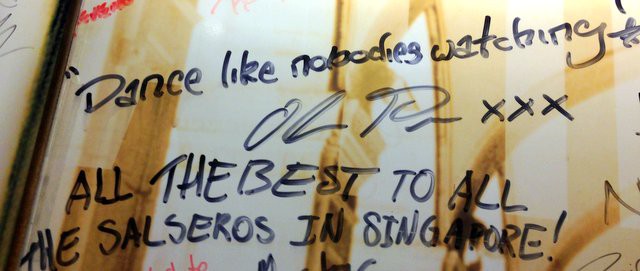 "Dance like nobodies watching
xxx
ALL THE BEST TO ALL
THE SALSEROS IN SINGAPORE!